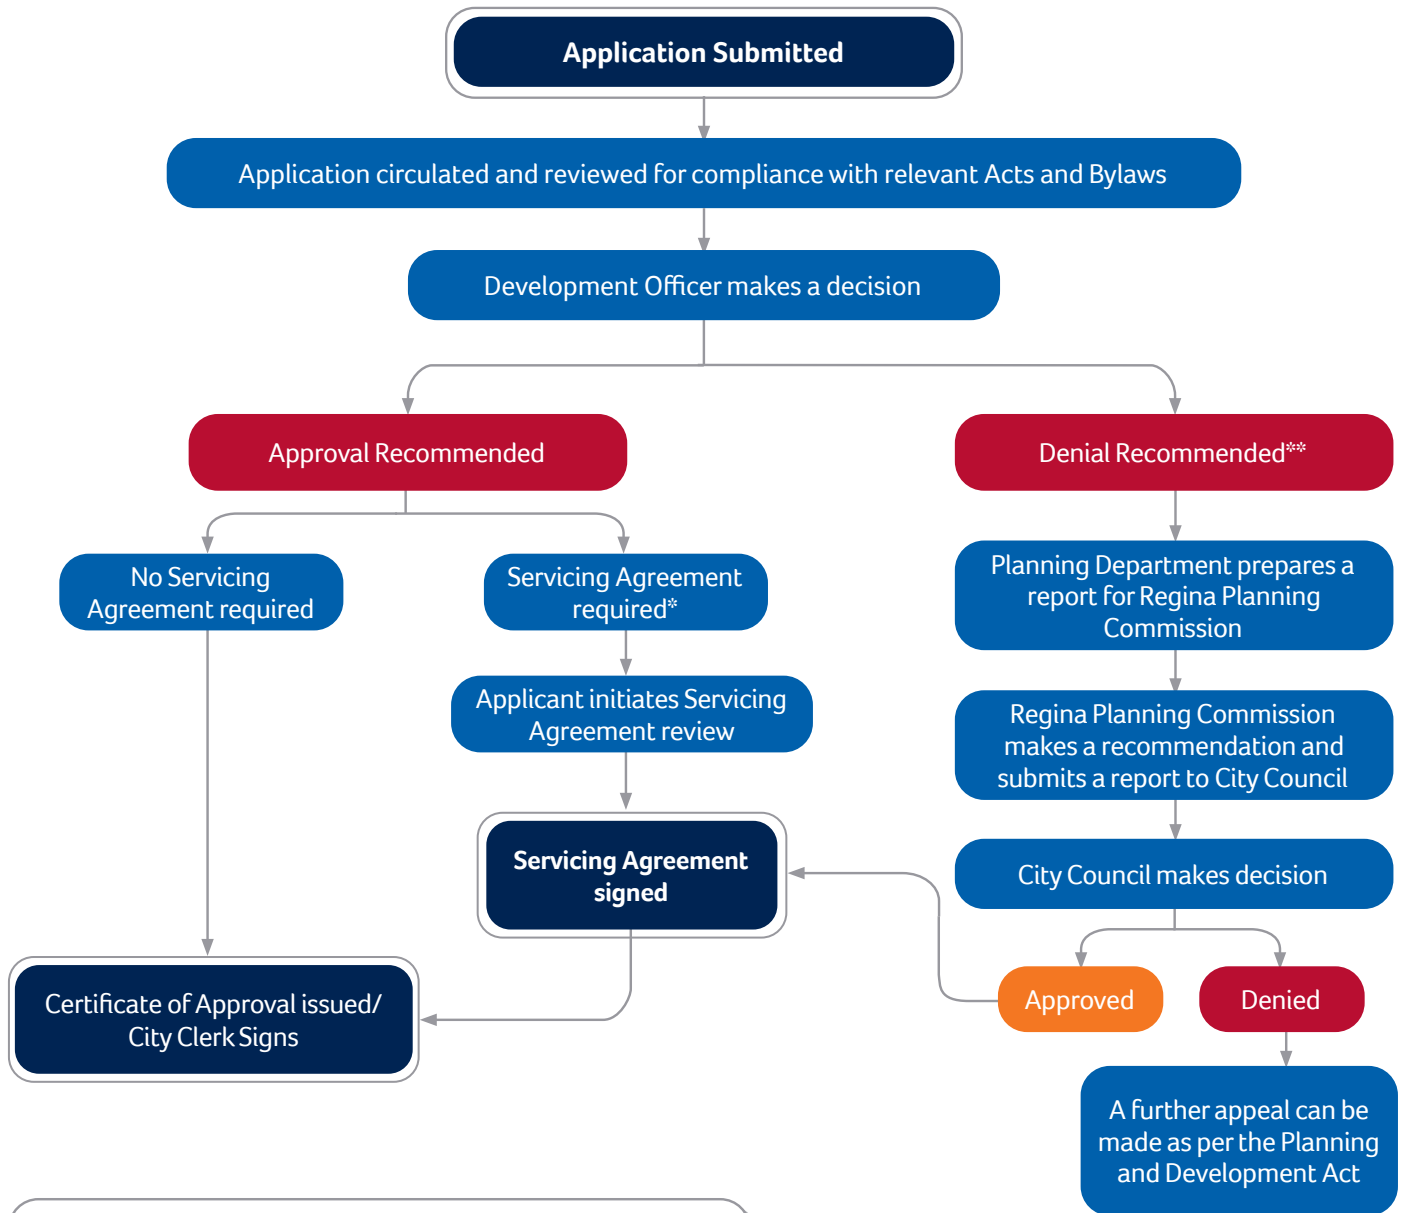 Application Submitted
Application circulated and reviewed for compliance with relevant Acts and Bylaws
Development Officer makes a decision
Approval Recommended
Denial Recommended**
No Servicing
Agreement required
Servicing Agreement
required*
Planning Department prepares a
report for Regina Planning
Commission
Applicant initiates Servicing
Agreement review
Regina Planning Commission
makes a recommendation and
submits a report to City Council
Servicing Agreement
signed
City Council makes decision
Certificate of Approval issued/
City Clerk Signs
Approved
Denied
A further appeal can be
made as per the Planning
and Development Act